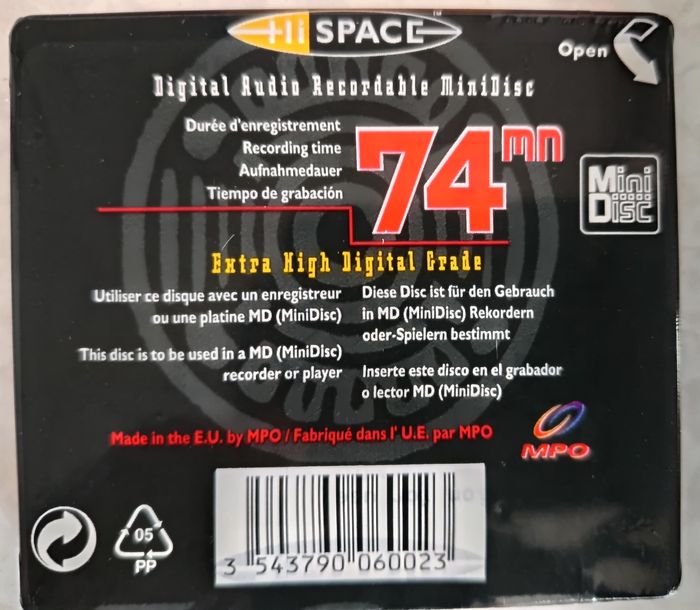 Hi SPACE
TM
Open
Digital Audio Recordable MiniDisc
Durée d'enregistrement
Recording time
Aufnahmedauer
Tiempo de grabación
74 mn
Mini
Disc
Extra High Digital Grade
Utiliser ce disque avec un enregistreur
ou une platine MD (MiniDisc)
This disc is to be used in a MD (MiniDisc)
recorder or player
Diese Disc ist für den Gebrauch
in MD (MiniDisc) Rekordern
oder-Spielern bestimmt
Inserte este disco en el grabador
o lector MD (MiniDisc)
Made in the E.U. by MPO / Fabriqué dans l' U.E. par MPO
MPO
05
PP
3 543790 060023